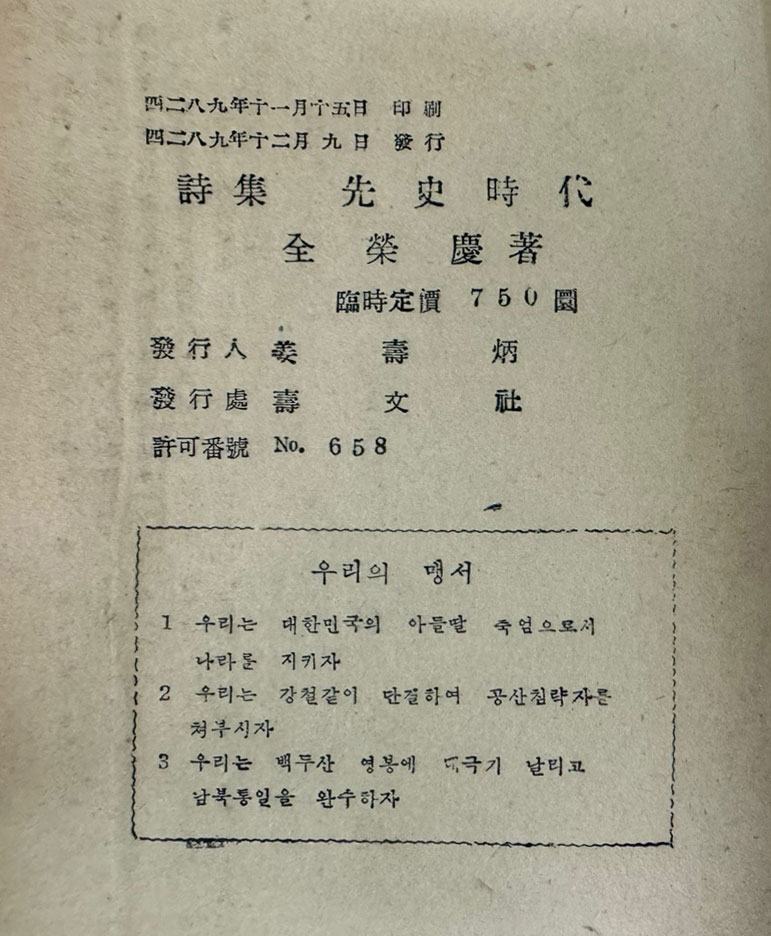 四二八九年十一月十五日 印刷
四二八九年十二月九日 發行
詩集 先史時代
全榮慶著
臨時定價 750圜
發行人 姜壽炳
發行處 壽文社
許可番號 No. 658
우리의 맹서
1 우리는 대한민국의 아들딸 죽엄으로서
나라를 지키자
2 우리는 강철같이 단결하여 공산침략자를
처부시자
3 우리는 백두산 영봉에 태극기 날리고
남북통일을 완수하자